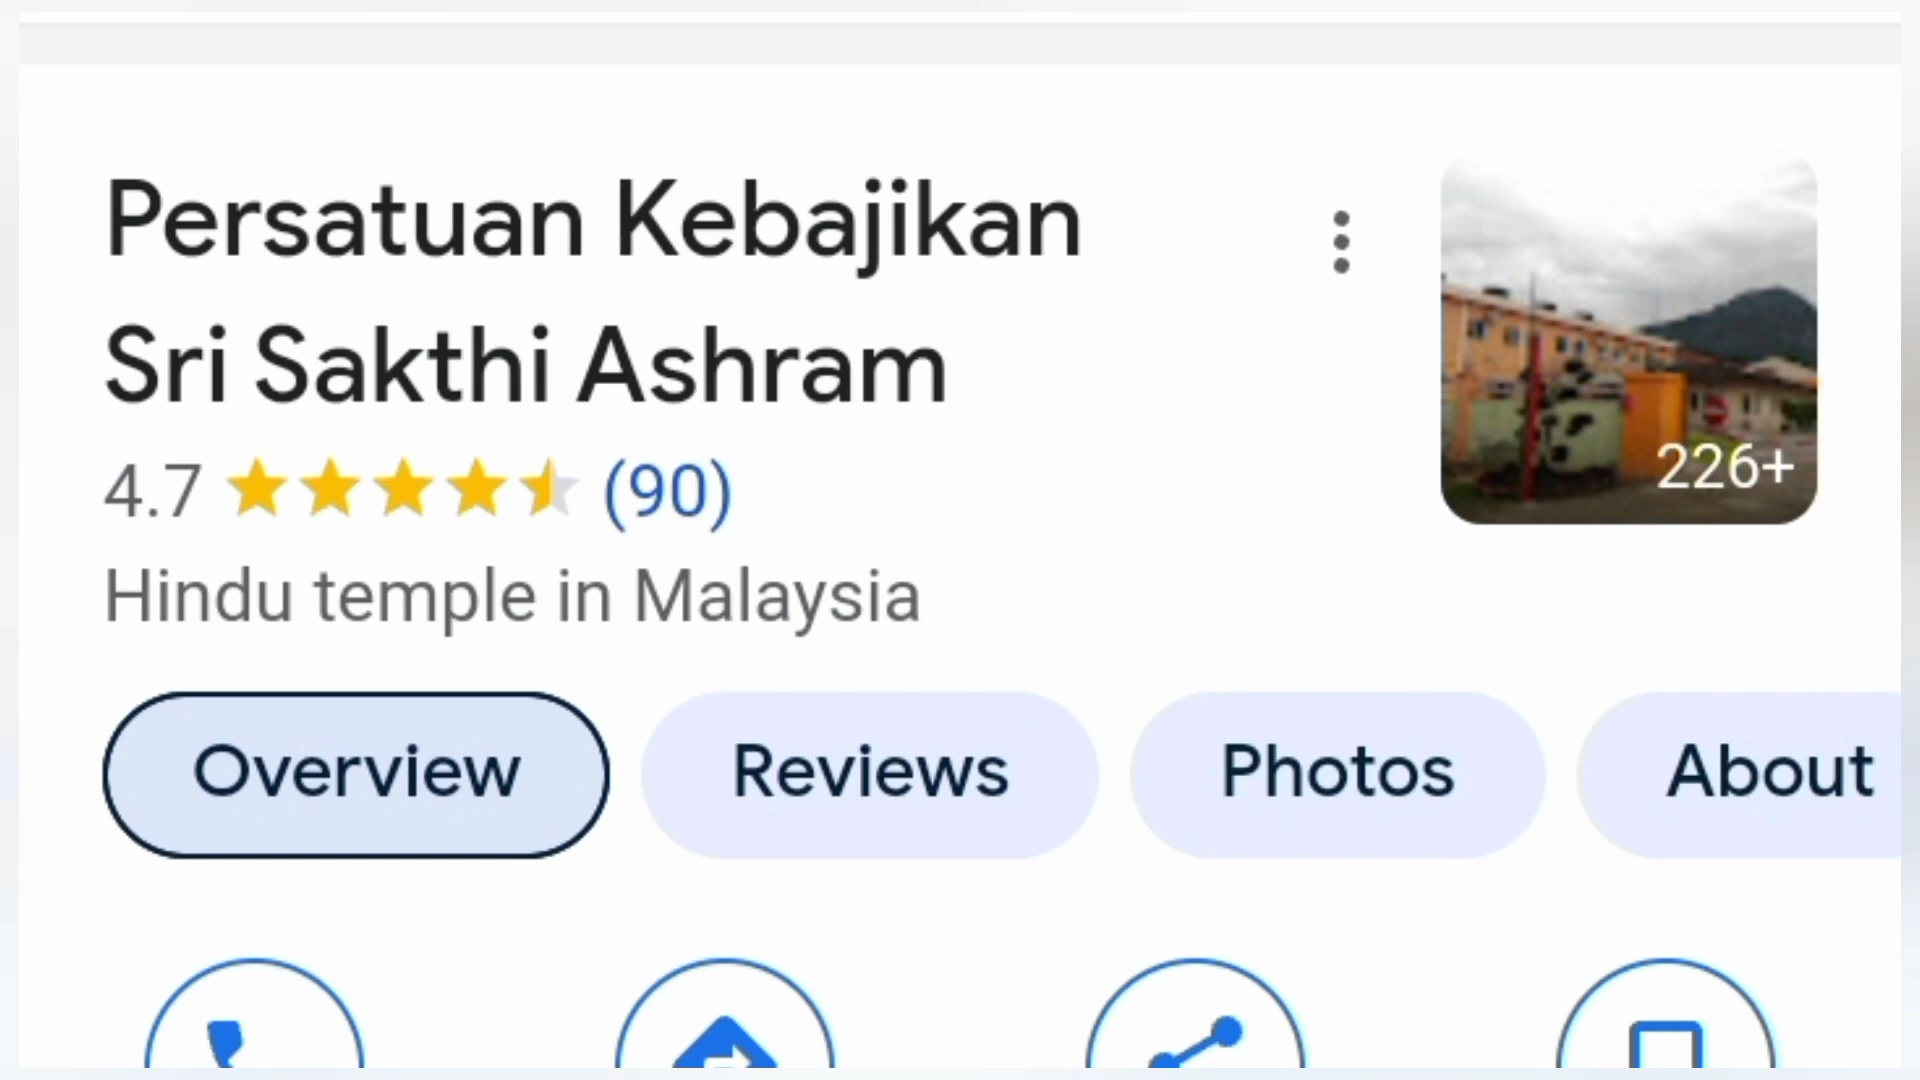 Persatuan Kebajikan
Sri Sakthi Ashram
4.7 (90)
Hindu temple in Malaysia
226+
Overview
Reviews
Photos
About